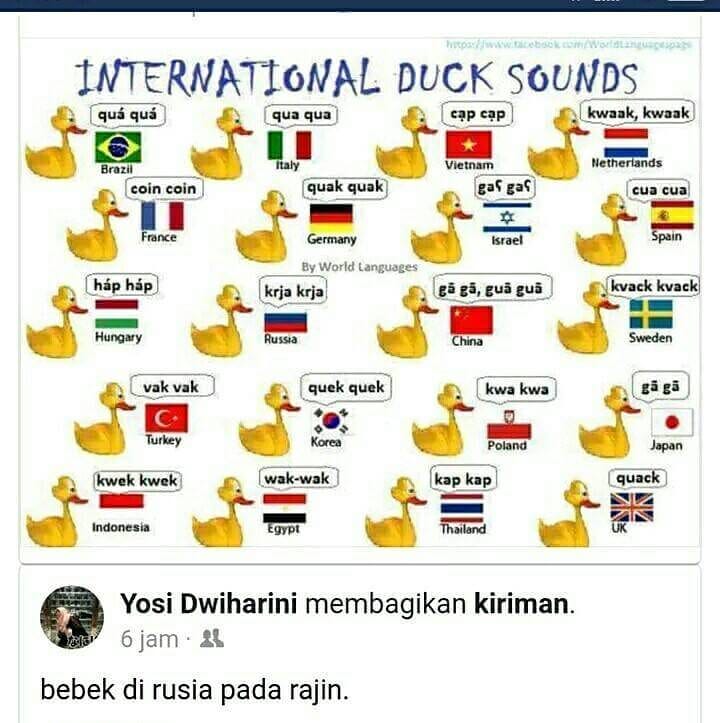 https://www.facebook.com/WorldLanguagespage
INTERNATIONAL DUCK SOUNDS
quá quá
qua qua
cạp cạp
kwaak, kwaak
Brazil
Italy
Vietnam
Netherlands
coin coin
quak quak
gaʕ gaʕ
cua cua
France
Germany
Israel
Spain
By World Languages
háp háp
krja krja
gā gā, guā guā
kvack kvack
Hungary
Russia
China
Sweden
vak vak
quek quek
kwa kwa
gā gā
Turkey
Korea
Poland
Japan
kwek kwek
wak-wak
kap kap
quack
Indonesia
Egypt
Thailand
UK
Yosi Dwiharini membagikan kiriman.
6 jam ·
bebek di rusia pada rajin.